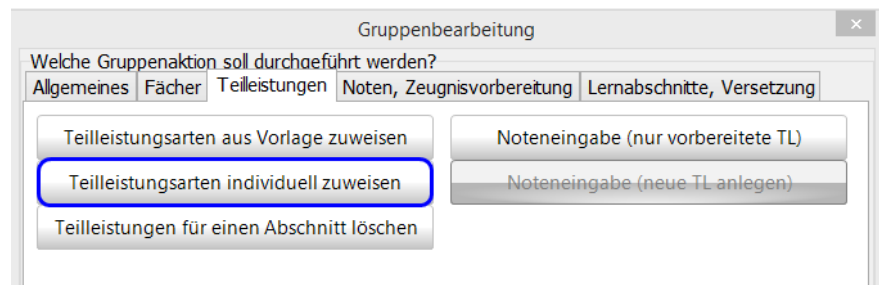 Gruppenbearbeitung
Welche Gruppenaktion soll durchgeführt werden?
Allgemeines Fächer Teilleistungen Noten, Zeugnisvorbereitung Lernabschnitte, Versetzung
Teilleistungsarten aus Vorlage zuweisen Noteneingabe (nur vorbereitete TL)
Teilleistungsarten individuell zuweisen Noteneingabe (neue TL anlegen)
Teilleistungen für einen Abschnitt löschen